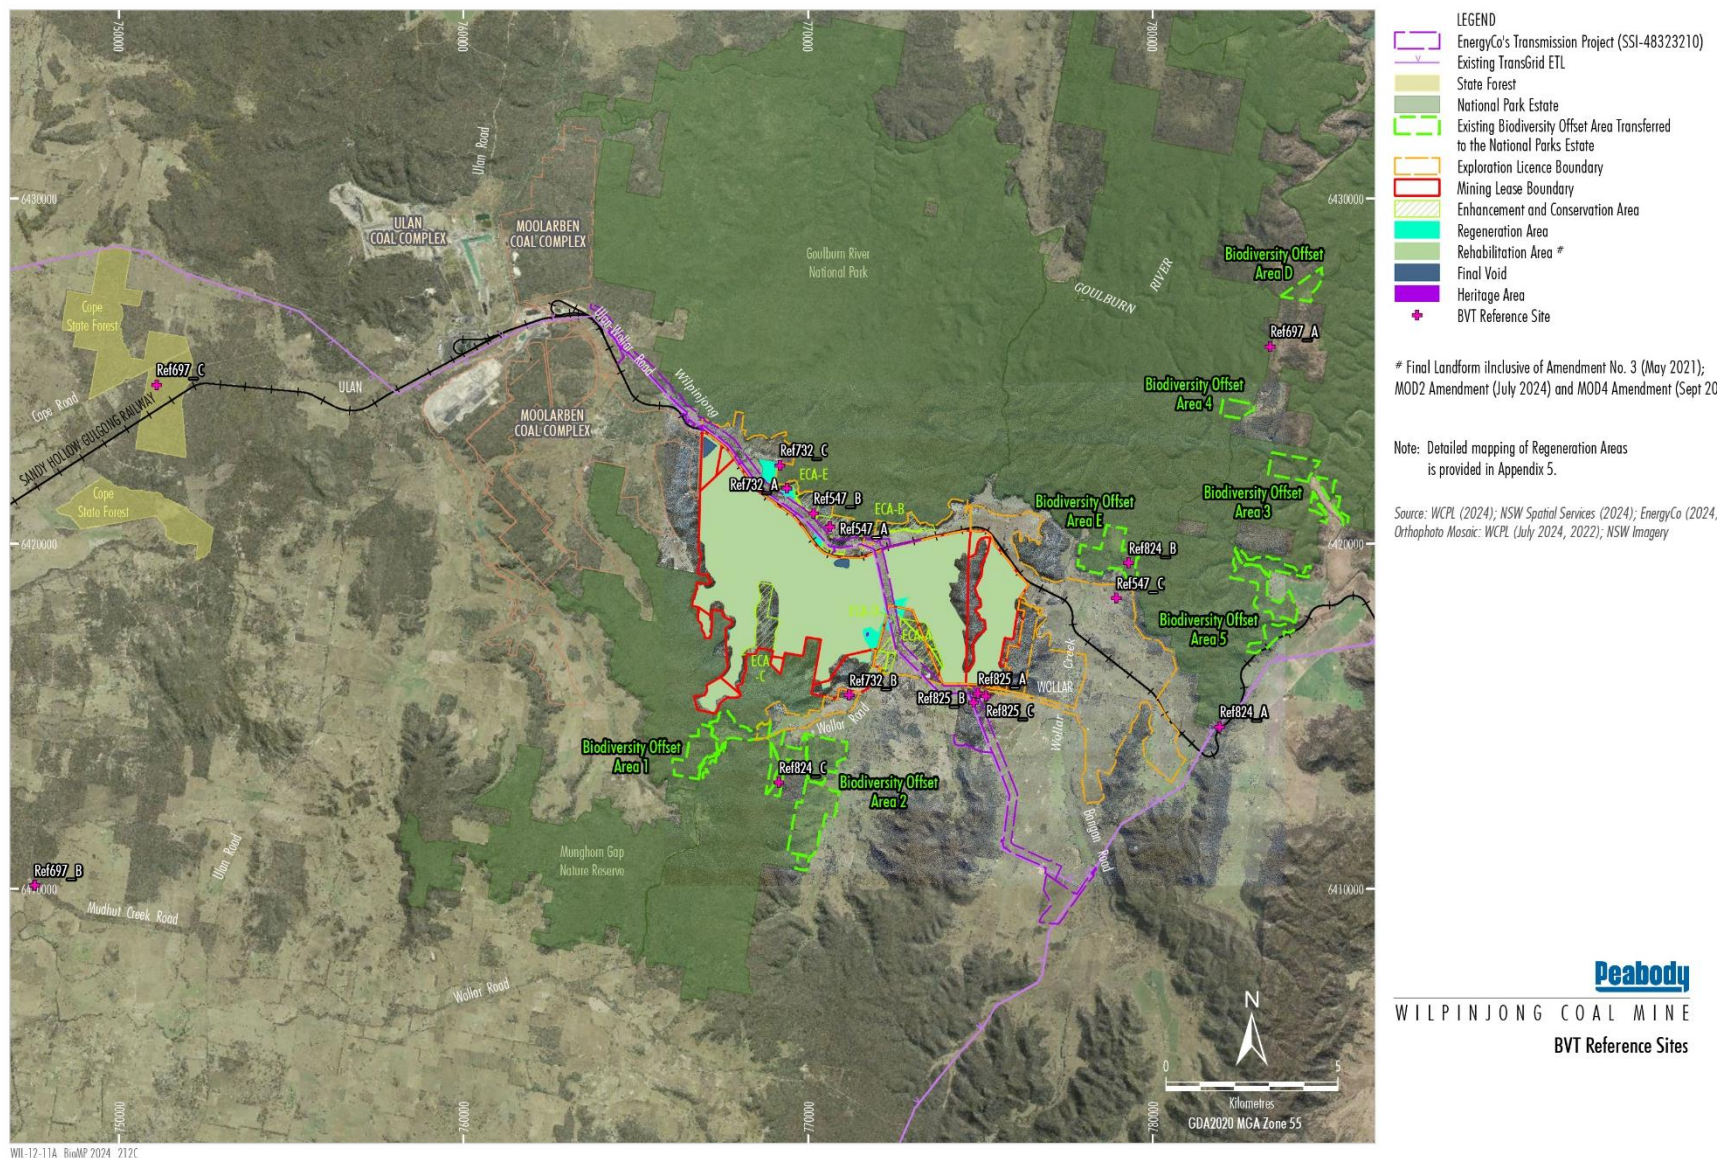 750000
760000
770000
780000
LEGEND
EnergyCo's Transmission Project (SSI-48323210)
Existing TransGrid ETL
State Forest
National Park Estate
Existing Biodiversity Offset Area Transferred
to the National Parks Estate
Exploration Licence Boundary
Mining Lease Boundary
Enhancement and Conservation Area
Regeneration Area
Rehabilitation Area #
Final Void
Heritage Area
BVT Reference Site
# Final Landform iInclusive of Amendment No. 3 (May 2021);
MOD2 Amendment (July 2024) and MOD4 Amendment (Sept 20
Note: Detailed mapping of Regeneration Areas
is provided in Appendix 5.
Source: WCPL (2024); NSW Spatial Services (2024); EnergyCo (2024,
Orthophoto Mosaic: WCPL (July 2024, 2022); NSW Imagery
Ulan Road
6430000
6430000
ULAN
COAL COMPLEX
MOOLARBEN
COAL COMPLEX
Goulburn River
National Park
GOULBURN
RIVER
Biodiversity Offset
Area D
Cope
State Forest
Ulan-Wollar Road
Ref697_A
Ref697_C
ULAN
Wilpinjong
Biodiversity Offset
Area 4
Cope Road
SANDY HOLLOW GULGONG RAILWAY
MOOLARBEN
COAL COMPLEX
Ref732_C
ECA-E
Ref732_A
Ref547_B
ECA-B
Ref547_A
Biodiversity Offset
Area E
Biodiversity Offset
Area 3
Cope
State Forest
6420000
6420000
Ref824_B
Ref547_C
Biodiversity Offset
Area 5
ECA-A
ECA
-C
Creek
WOLLAR
Wollar
Ref732_B
Ref825_A
Ref825_B
Ref825_C
Ref824_A
Wollar Road
Biodiversity Offset
Area 1
Ref824_C
Biodiversity Offset
Area 2
Barigan Road
Munghorn Gap
Nature Reserve
Ulan Road
Ref697_B
6410000
6410000
Mudhut Creek Road
Wollar Road
N
0
5
Kilometres
GDA2020 MGA Zone 55
750000
760000
770000
780000
Peabody
WILPINJONG COAL MINE
BVT Reference Sites
WIL-12-11A_BioMP 2024_212C